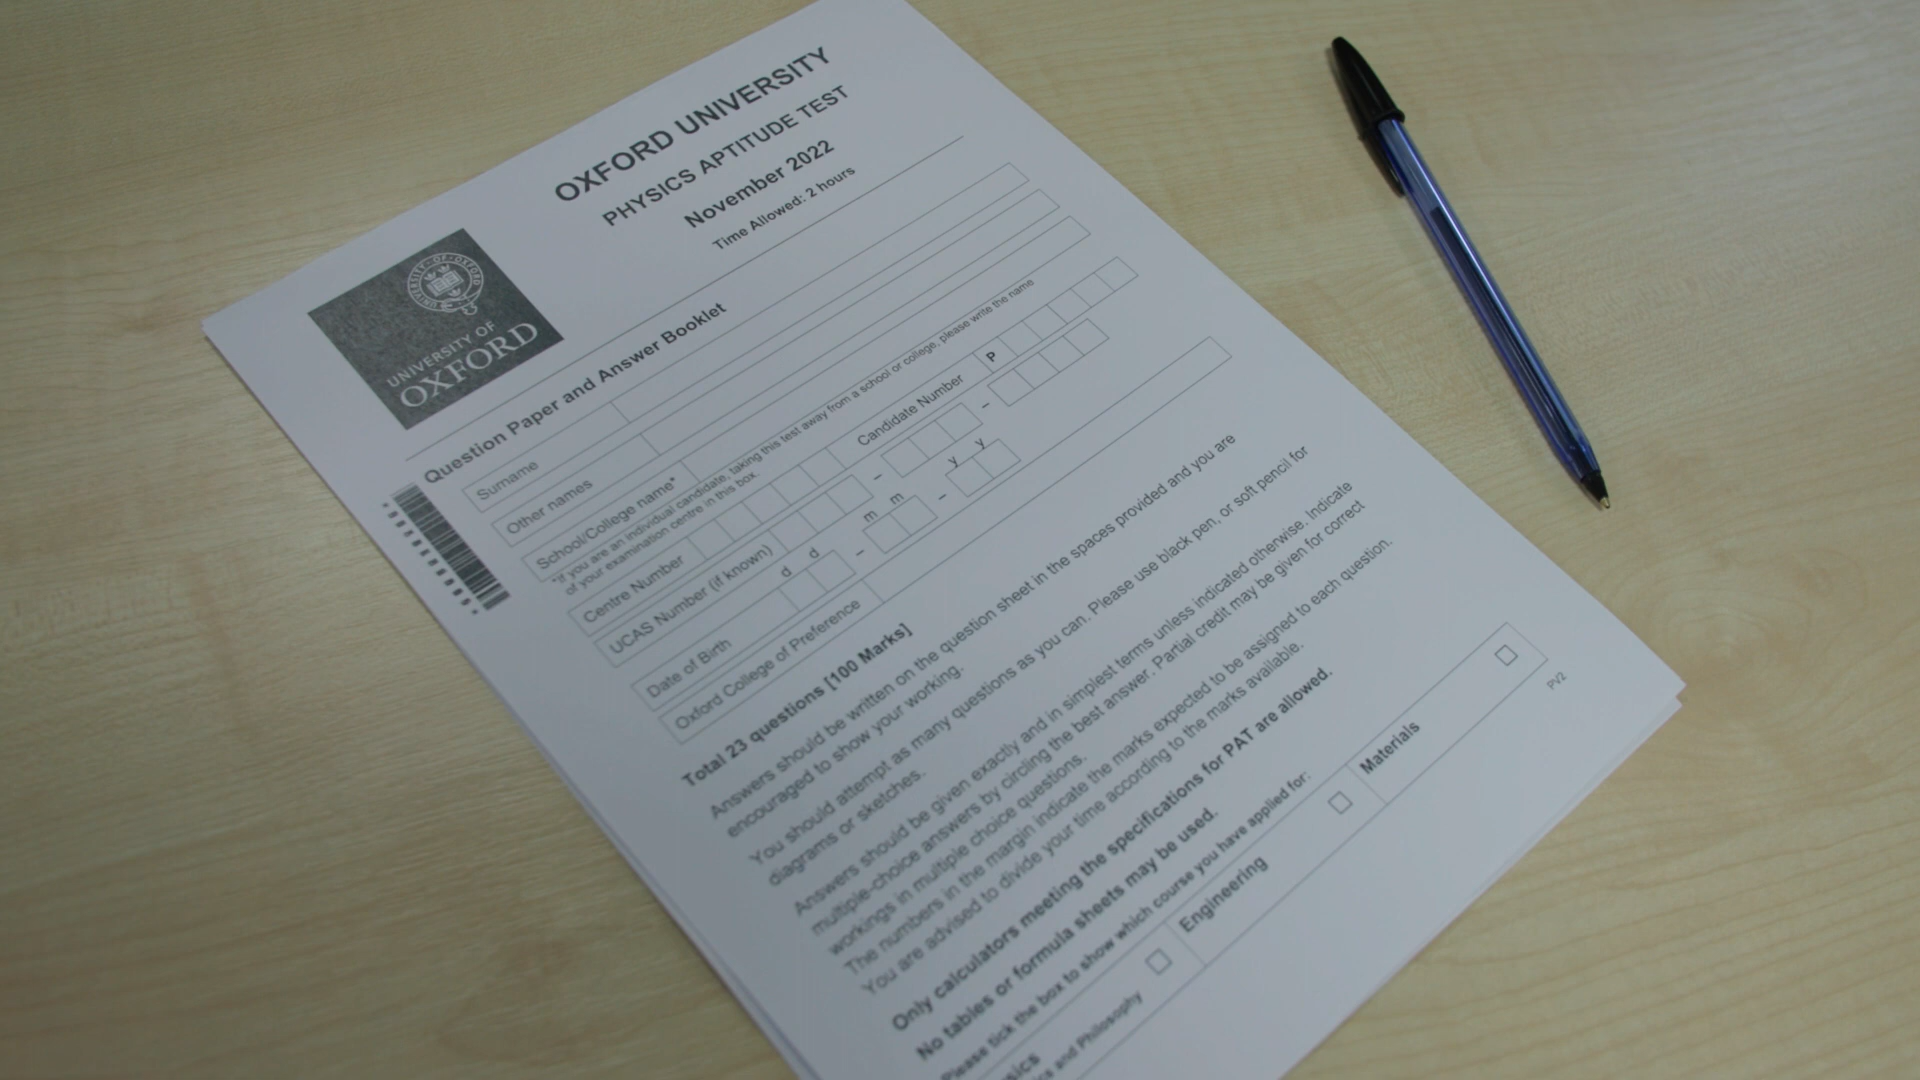 OXFORD UNIVERSITY
PHYSICS APTITUDE TEST
November 2022
Time Allowed: 2 hours
UNIVERSITY OF OXFORD
UNIVERSITY OF
OXFORD
Question Paper and Answer Booklet
Surname
Other names
School/College name*
*If you are an individual candidate, taking this test away from a school or college, please write the name
of your examination centre in this box.
Centre Number Candidate Number P
UCAS Number (if known) – –
d d m m y y
Date of Birth – –
Oxford College of Preference
Total 23 questions [100 Marks]
Answers should be written on the question sheet in the spaces provided and you are
encouraged to show your working.
You should attempt as many questions as you can. Please use black pen, or soft pencil for
diagrams or sketches.
Answers should be given exactly and in simplest terms unless indicated otherwise. Indicate
multiple-choice answers by circling the best answer. Partial credit may be given for correct
workings in multiple choice questions.
The numbers in the margin indicate the marks expected to be assigned to each question.
You are advised to divide your time according to the marks available.
Only calculators meeting the specifications for PAT are allowed.
No tables or formula sheets may be used.
Please tick the box to show which course you have applied for:
Engineering Materials
and Philosophy
Pv2